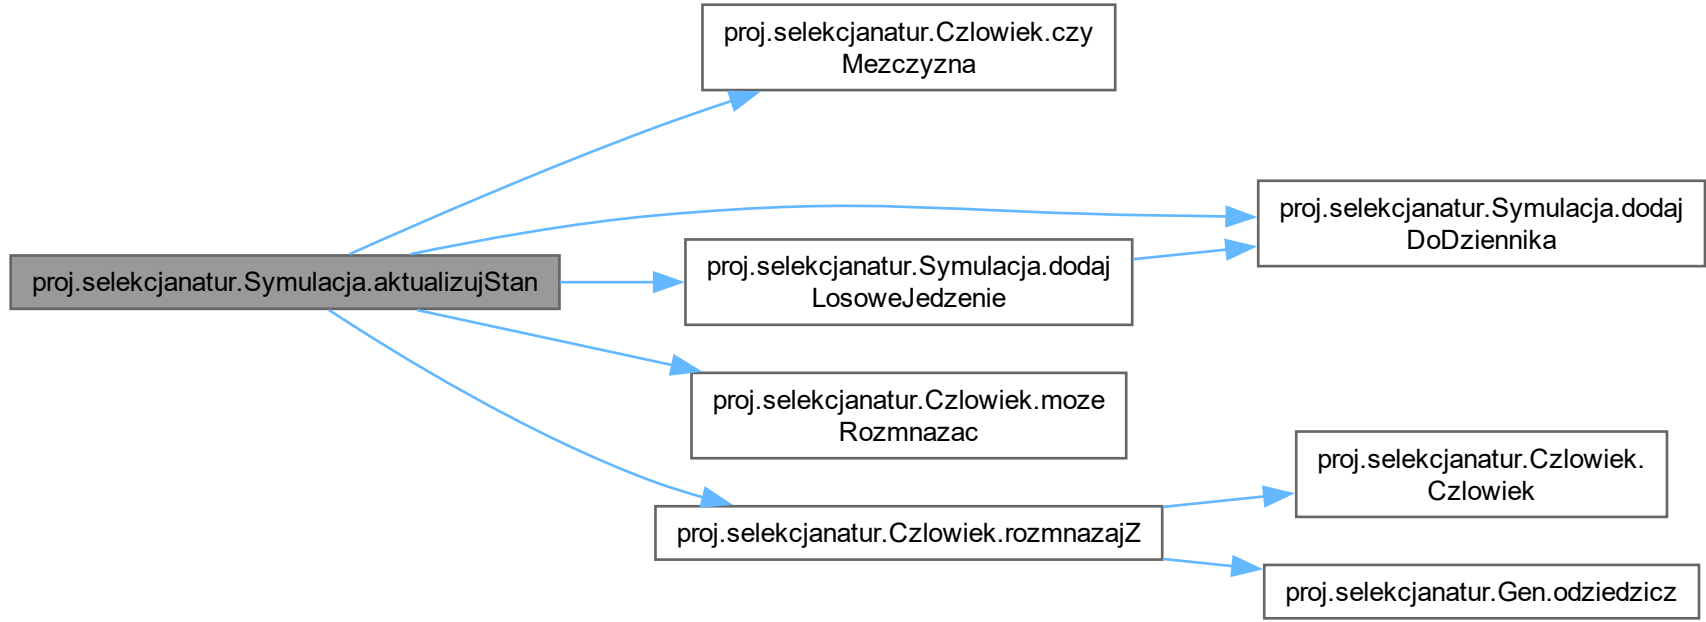 proj.selekcjanatur.Czlowiek.czy
Mezczyzna
proj.selekcjanatur.Symulacja.dodaj
DoDziennika
proj.selekcjanatur.Symulacja.aktualizujStan
proj.selekcjanatur.Symulacja.dodaj
LosoweJedzenie
proj.selekcjanatur.Czlowiek.moze
Rozmnazac
proj.selekcjanatur.Czlowiek.
Czlowiek
proj.selekcjanatur.Czlowiek.rozmnazajZ
proj.selekcjanatur.Gen.odziedzicz